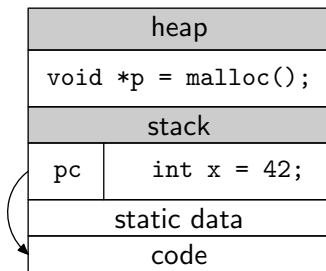 heap
void *p = malloc();
stack
pc int x = 42;
static data
code